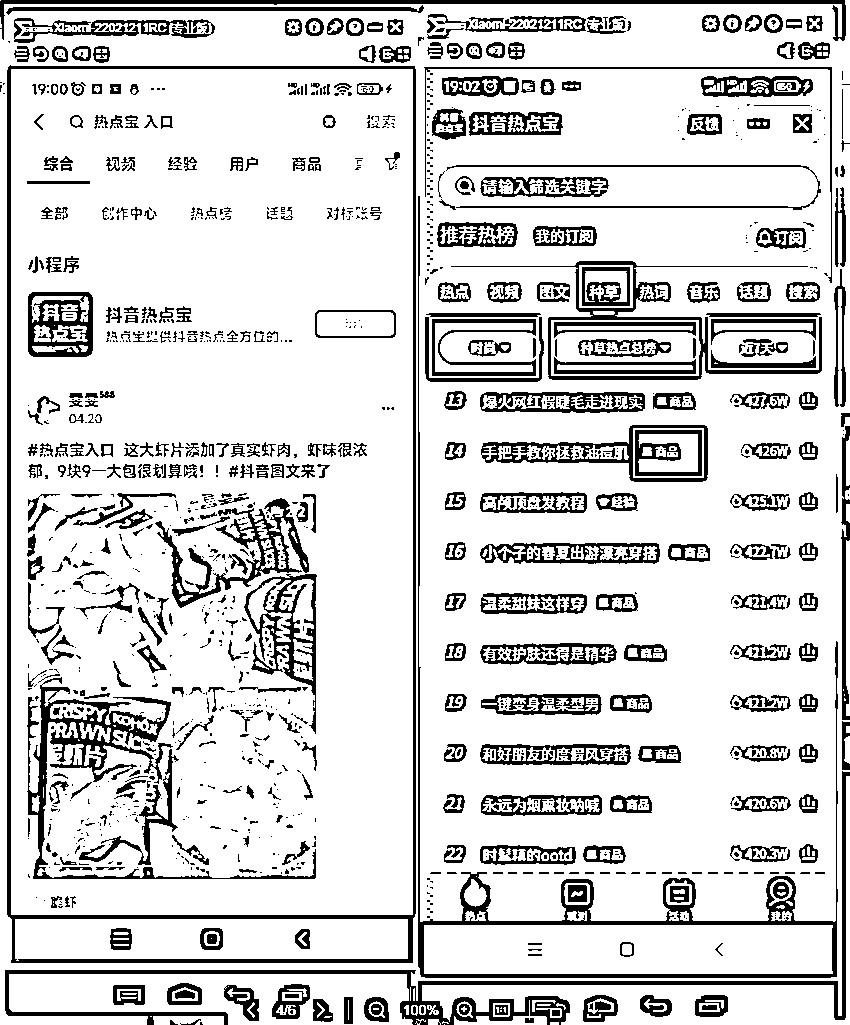 Xiaomi-22021211RC (专业版)
19:00
热点宝 入口
搜索
综合 视频 经验 用户 商品
全部 创作中心 热点榜 话题 对标账号
小程序
抖音热点宝
热点宝提供抖音热点全方位的...
抖音
热点宝
雯雯588
04.20
#热点宝入口 这大虾片添加了真实虾肉，虾味很浓
郁，9块9一大包很划算哦！！#抖音图文来了
CRISPY
PRAWN
CRISPY
PRAWN SLICES
虾片
脆虾
4/6
100%
Xiaomi-22021211RC (专业版)
19:02
抖音热点宝
反馈
请输入筛选关键字
推荐热榜 我的订阅 订阅
热点 视频 图文 种草 热词 音乐 话题 搜索
时尚 种草热点总榜 近7天
13 爆火网红假睫毛走进现实 商品 427.6W
14 手把手教你拯救油痘肌 商品 426W
15 高颅顶盘发教程 经验 425.1W
16 小个子的春夏出游漂亮穿搭 商品 422.7W
17 温柔甜妹这样穿 商品 421.4W
18 有效护肤还得是精华 商品 421.2W
19 一键变身温柔型男 商品 421.2W
20 和好朋友的度假风穿搭 商品 420.8W
21 永远为烟熏妆呐喊 商品 420.6W
22 时髦精的ootd 商品 420.3W
热点 观测 活动 我的